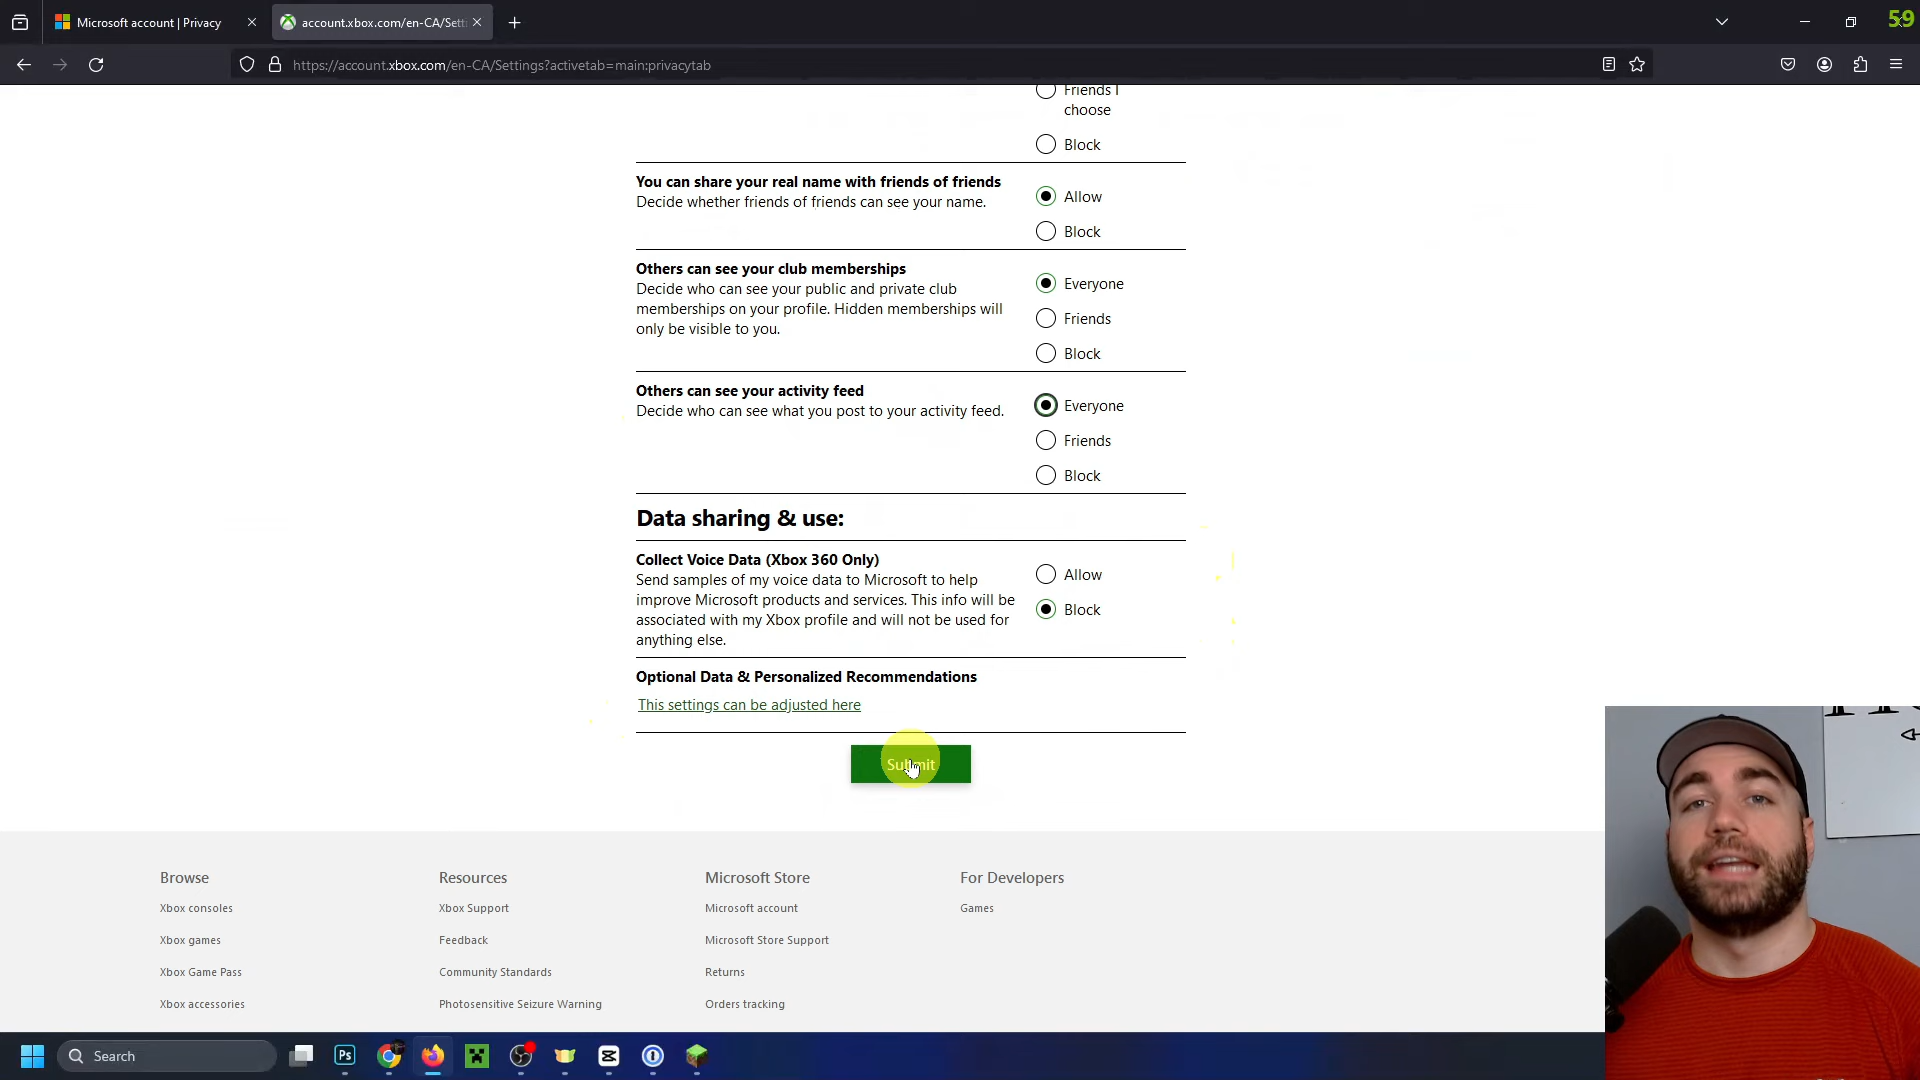 Microsoft account | Privacy
account.xbox.com/en-CA/Sett
59
https://account.xbox.com/en-CA/Settings?activetab=main:privacytab
Friends I
choose
Block
You can share your real name with friends of friends
Decide whether friends of friends can see your name.
Allow
Block
Others can see your club memberships
Decide who can see your public and private club
memberships on your profile. Hidden memberships will
only be visible to you.
Everyone
Friends
Block
Others can see your activity feed
Decide who can see what you post to your activity feed.
Everyone
Friends
Block
Data sharing & use:
Collect Voice Data (Xbox 360 Only)
Send samples of my voice data to Microsoft to help
improve Microsoft products and services. This info will be
associated with my Xbox profile and will not be used for
anything else.
Allow
Block
Optional Data & Personalized Recommendations
This settings can be adjusted here
Submit
Browse
Xbox consoles
Xbox games
Xbox Game Pass
Xbox accessories
Resources
Xbox Support
Feedback
Community Standards
Photosensitive Seizure Warning
Microsoft Store
Microsoft account
Microsoft Store Support
Returns
Orders tracking
For Developers
Games
Search
Ps